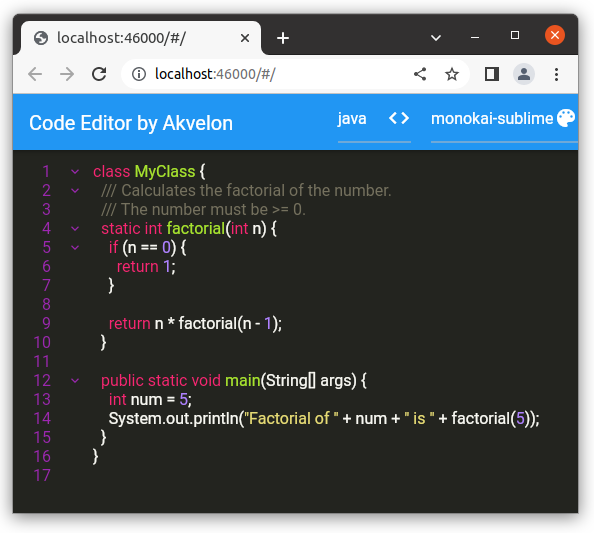 localhost:46000/#/
localhost:46000/#/
Code Editor by Akvelon java <> monokai-sublime
1 class MyClass {
2 /// Calculates the factorial of the number.
3 /// The number must be >= 0.
4 static int factorial(int n) {
5 if (n == 0) {
6 return 1;
7 }
8
9 return n * factorial(n - 1);
10 }
11
12 public static void main(String[] args) {
13 int num = 5;
14 System.out.println("Factorial of " + num + " is " + factorial(5));
15 }
16 }
17